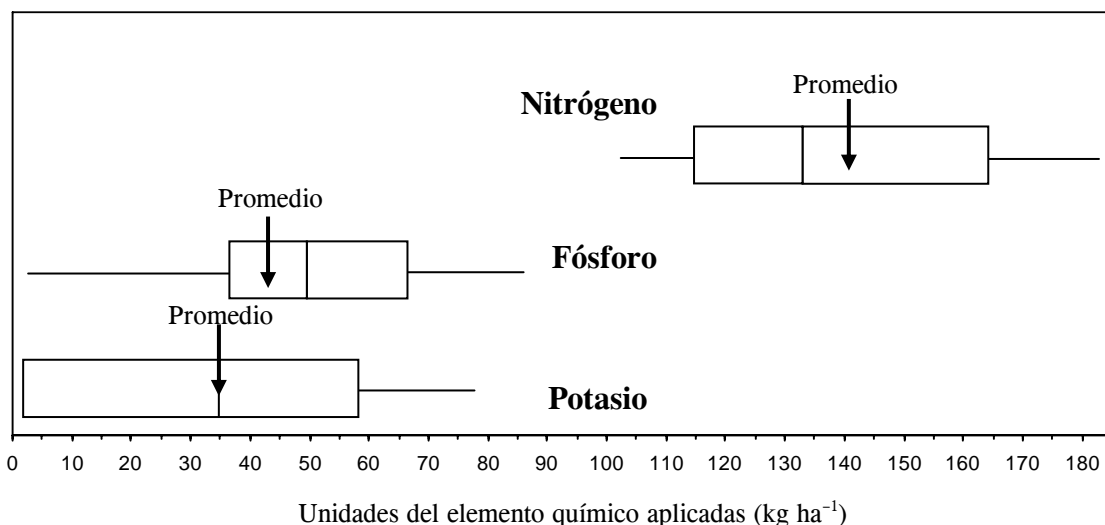 Promedio
Nitrógeno
Promedio
Fósforo
Promedio
Potasio
0 10 20 30 40 50 60 70 80 90 100 110 120 130 140 150 160 170 180
Unidades del elemento químico aplicadas (kg ha⁻¹)